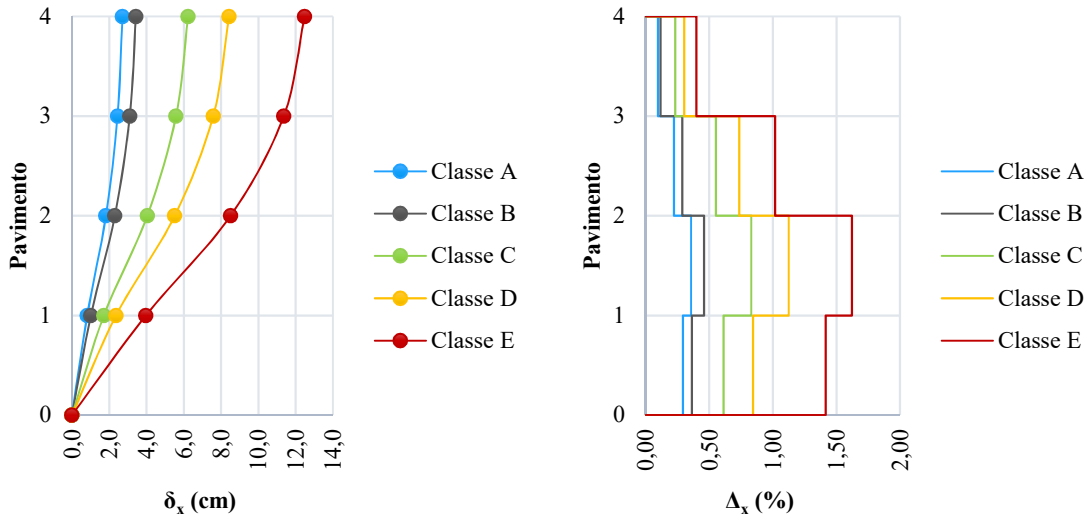 4
3
2
1
0
Pavimento
0,0
2,0
4,0
6,0
8,0
10,0
12,0
14,0
δx (cm)
Classe A
Classe B
Classe C
Classe D
Classe E
4
3
2
1
0
Pavimento
0,00
0,50
1,00
1,50
2,00
Δx (%)
Classe A
Classe B
Classe C
Classe D
Classe E